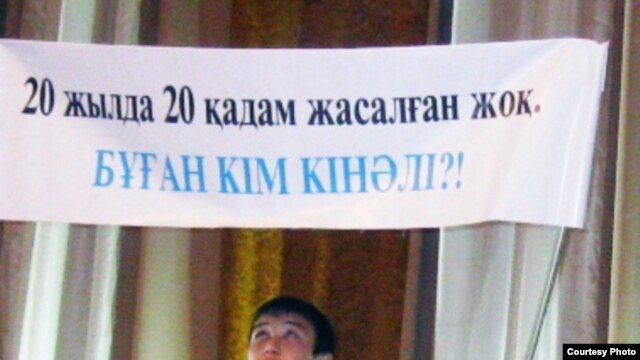 20 жылда 20 қадам жасалған жоқ.
БҰҒАН КІМ КІНӘЛІ?!
Courtesy Photo